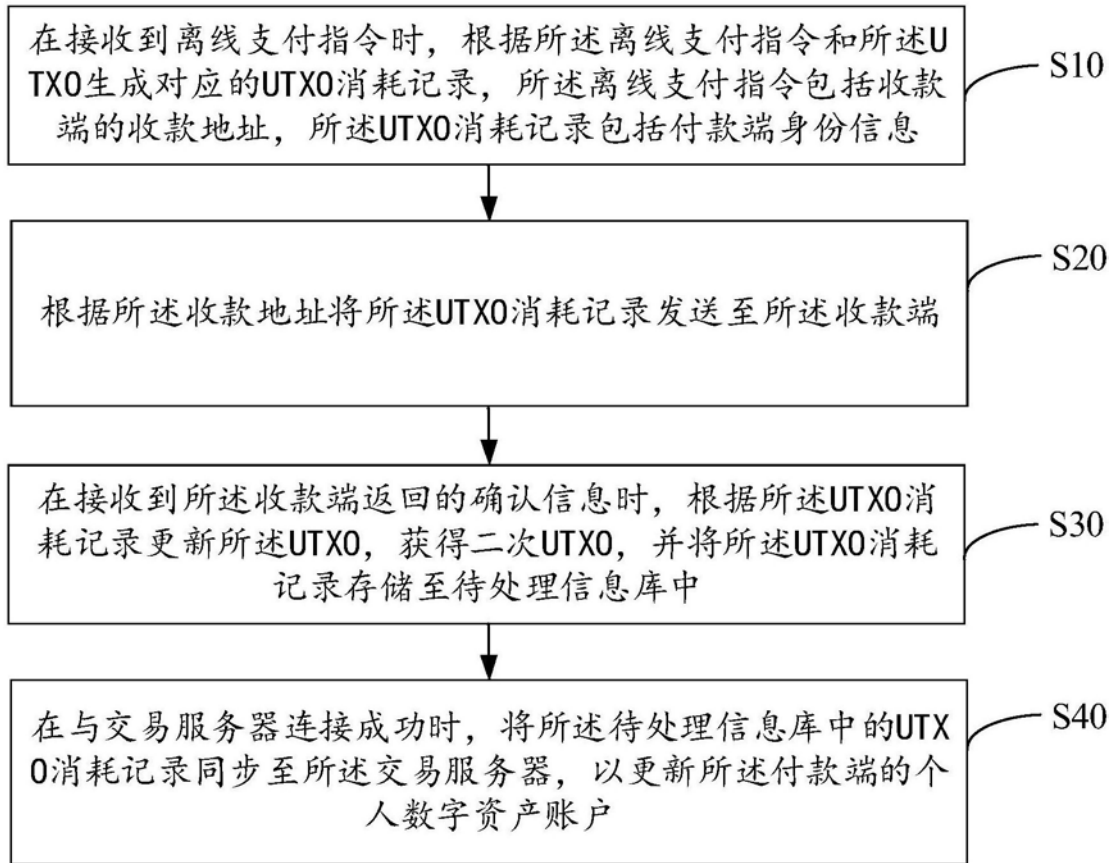 在接收到离线支付指令时，根据所述离线支付指令和所述U
TXO生成对应的UTXO消耗记录，所述离线支付指令包括收款
端的收款地址，所述UTXO消耗记录包括付款端身份信息
S10
根据所述收款地址将所述UTXO消耗记录发送至所述收款端
S20
在接收到所述收款端返回的确认信息时，根据所述UTXO消
耗记录更新所述UTXO，获得二次UTXO，并将所述UTXO消耗
记录存储至待处理信息库中
S30
在与交易服务器连接成功时，将所述待处理信息库中的UTX
O消耗记录同步至所述交易服务器，以更新所述付款端的个
人数字资产账户
S40